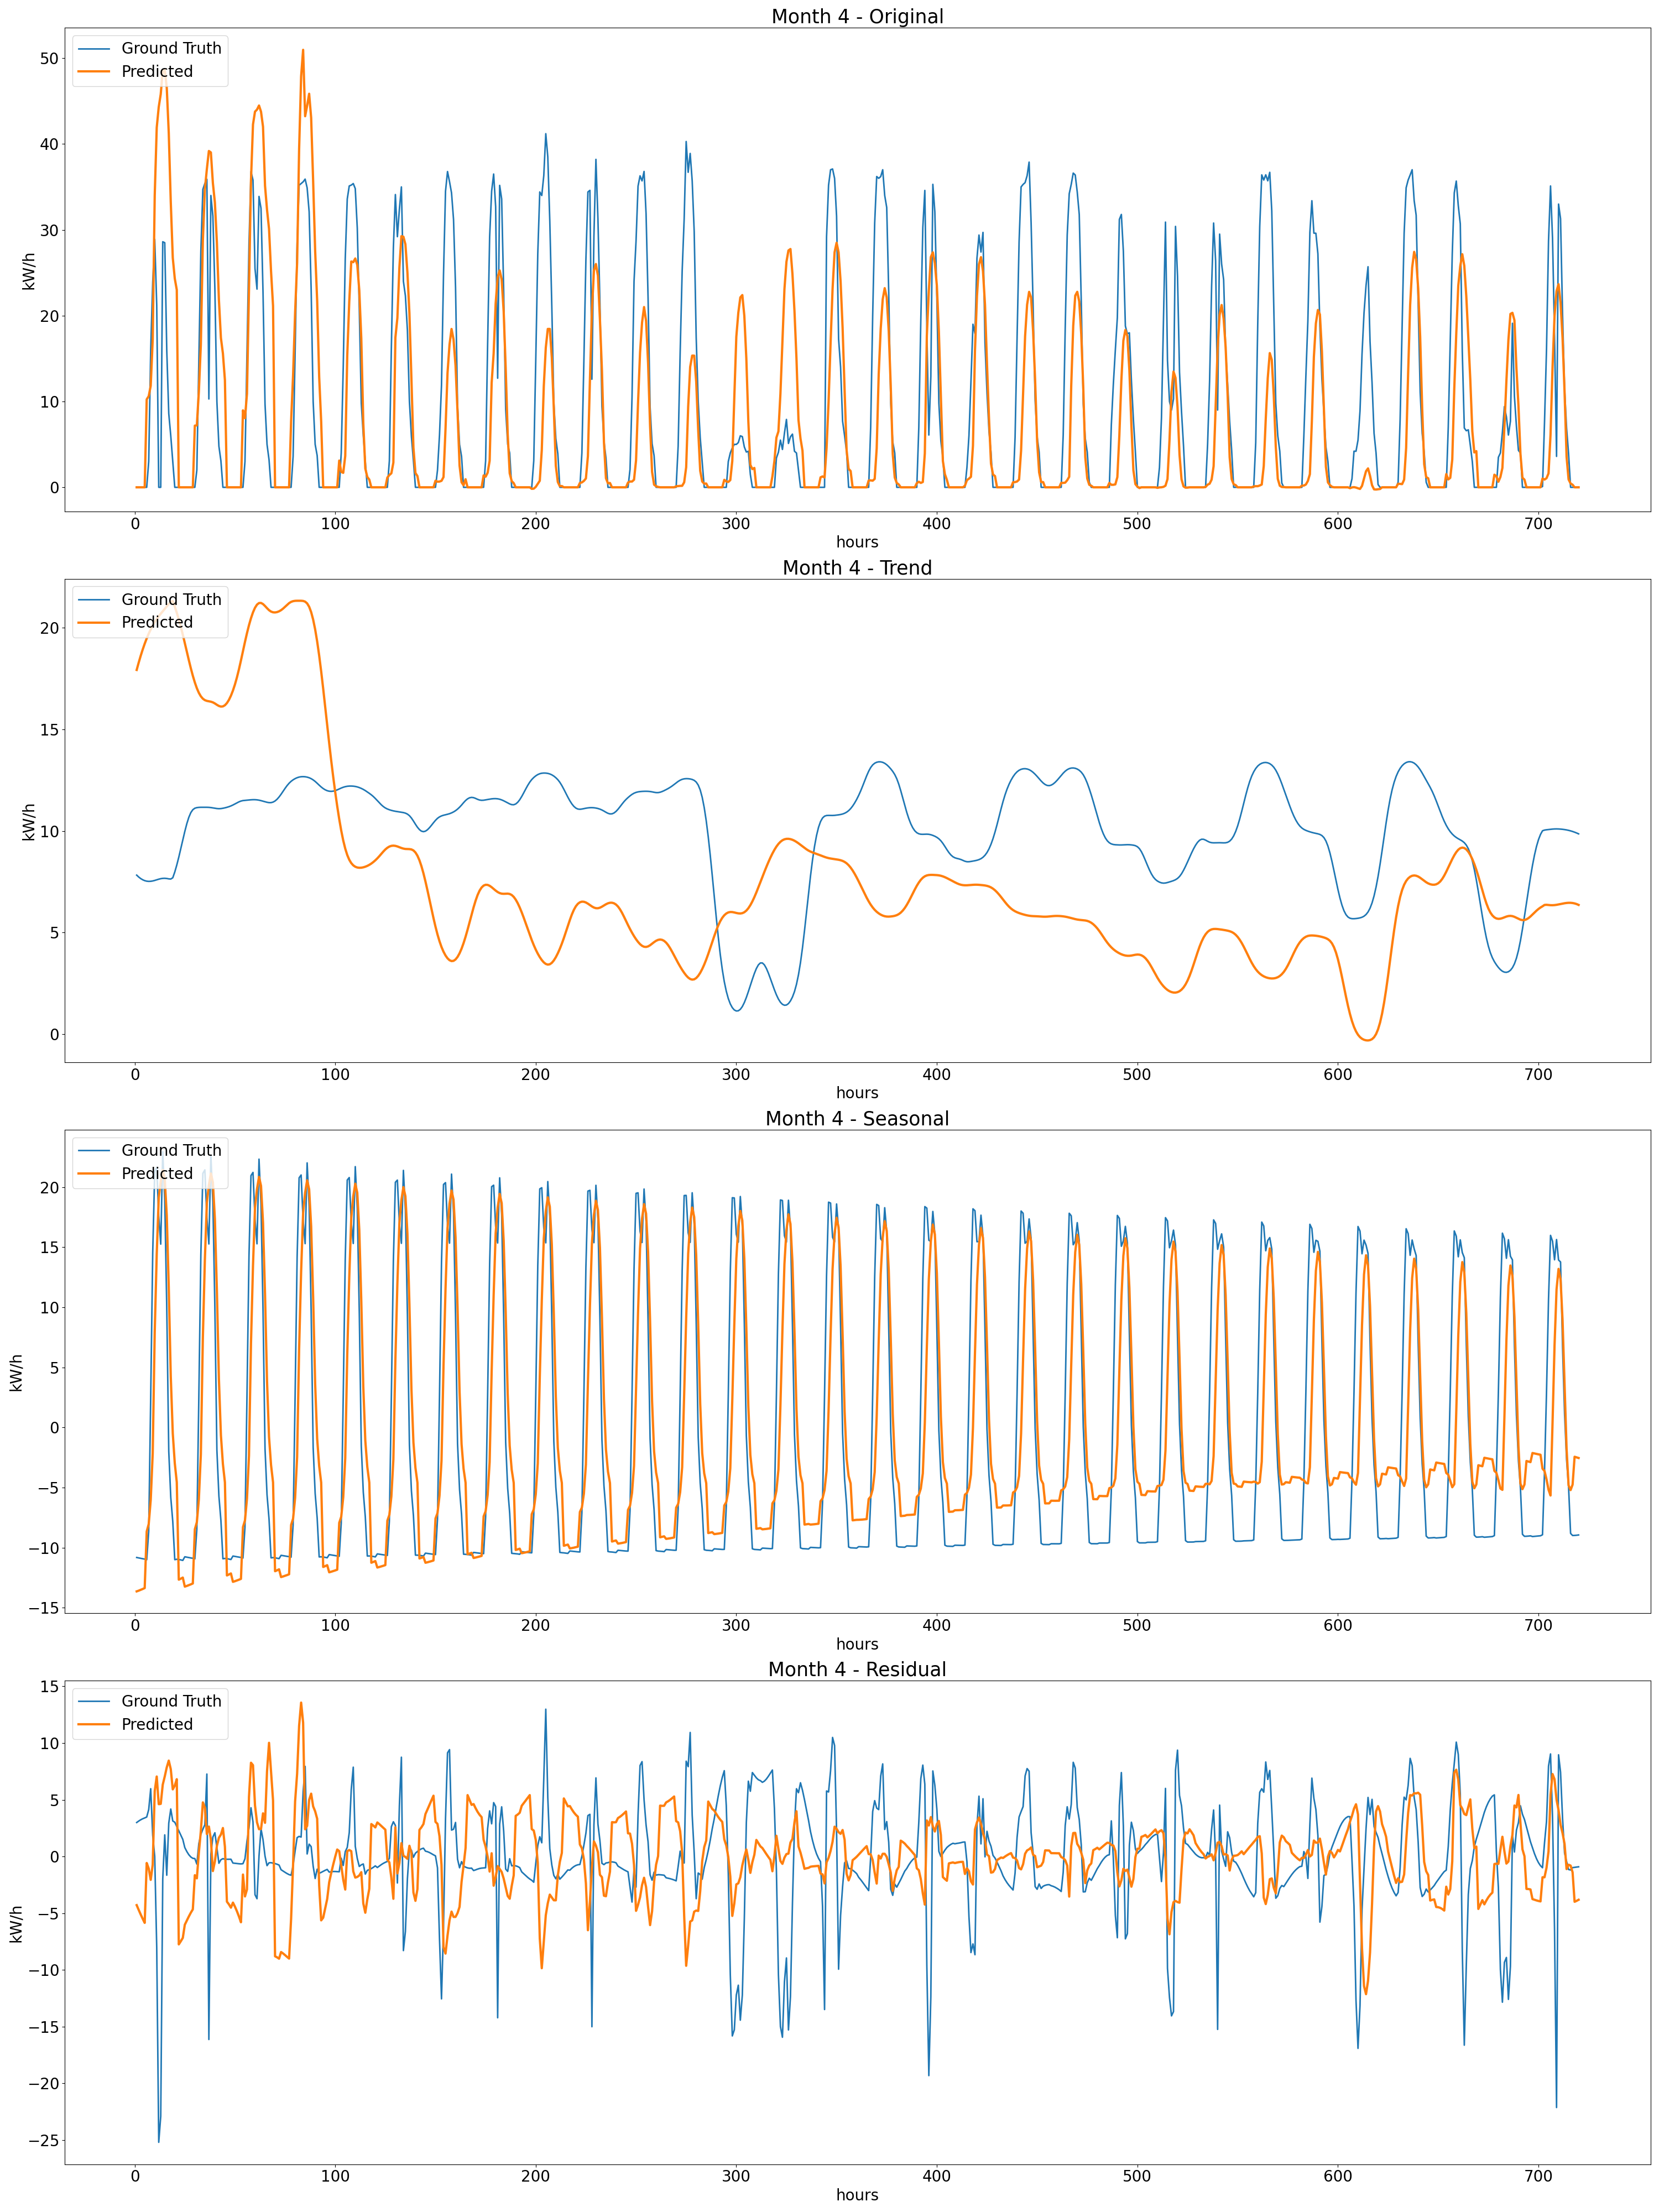 Month 4 - Original
Ground Truth
Predicted
50
40
30
20
10
0
kW/h
0 100 200 300 400 500 600 700
hours
Month 4 - Trend
Ground Truth
Predicted
20
15
10
5
0
kW/h
0 100 200 300 400 500 600 700
hours
Month 4 - Seasonal
Ground Truth
Predicted
20
15
10
5
0
−5
−10
−15
kW/h
0 100 200 300 400 500 600 700
hours
Month 4 - Residual
Ground Truth
Predicted
15
10
5
0
−5
−10
−15
−20
−25
kW/h
0 100 200 300 400 500 600 700
hours